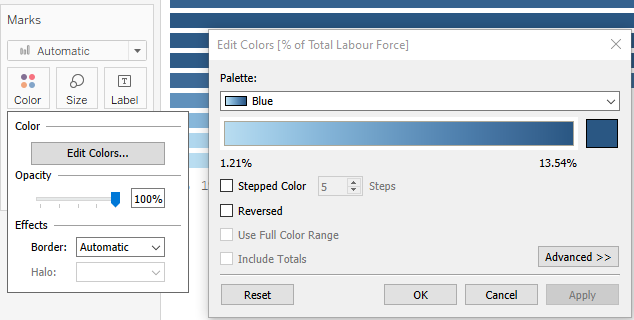 Marks
Automatic
Color
Size
Label
Color
Edit Colors...
Opacity
100%
Effects
Border: Automatic
Halo:
Edit Colors [% of Total Labour Force]
Palette:
Blue
1.21% 13.54%
Stepped Color 5 Steps
Reversed
Use Full Color Range
Include Totals
Advanced >>
Reset OK Cancel Apply